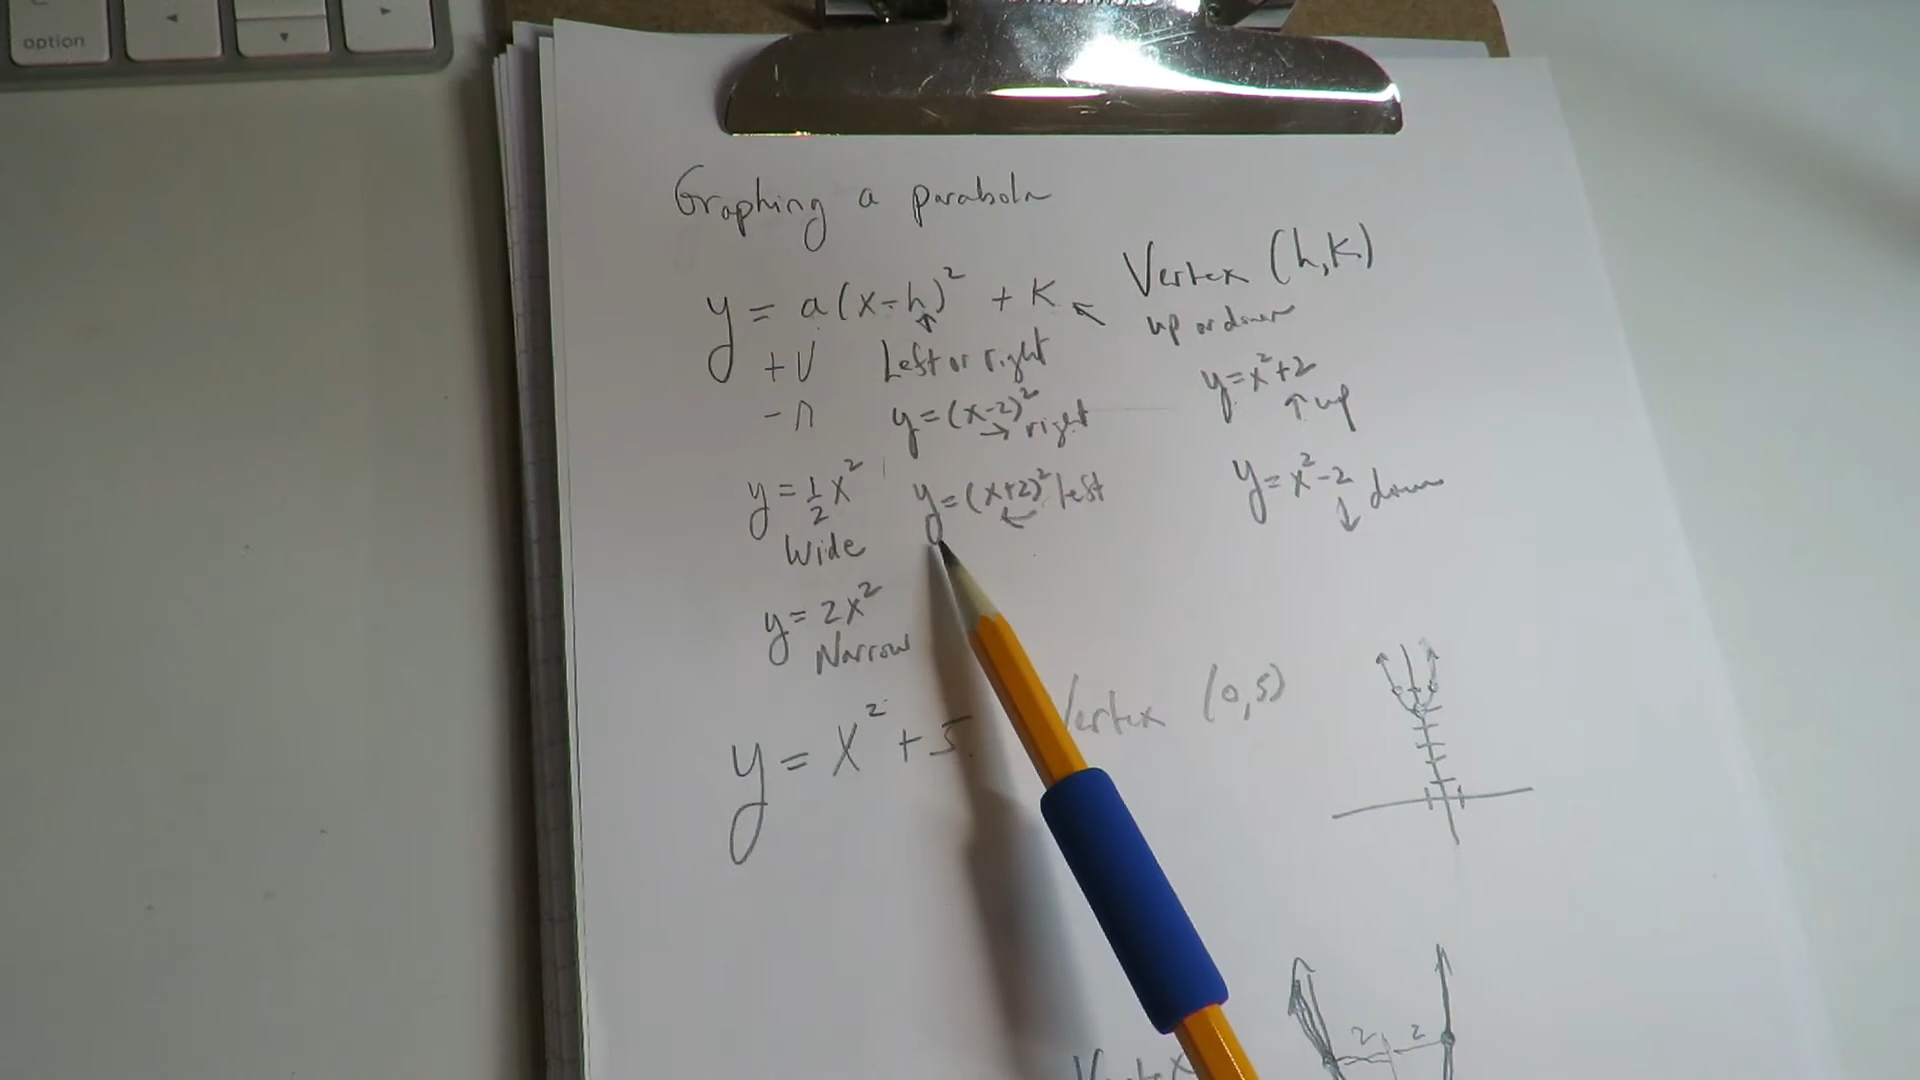 option
Graphing a parabola
y = a(x-h)² + k
Vertex (h,k)
up or down
+ V
- ∩
Left or right
y = (x-2)²
→ right
y = x² + 2
↑ up
y = ½x²
Wide
y = (x+2)² left
←
y = x² - 2
↓ down
y = 2x²
Narrow
y = x² + 5
Vertex (0,5)
2 2
Vertex